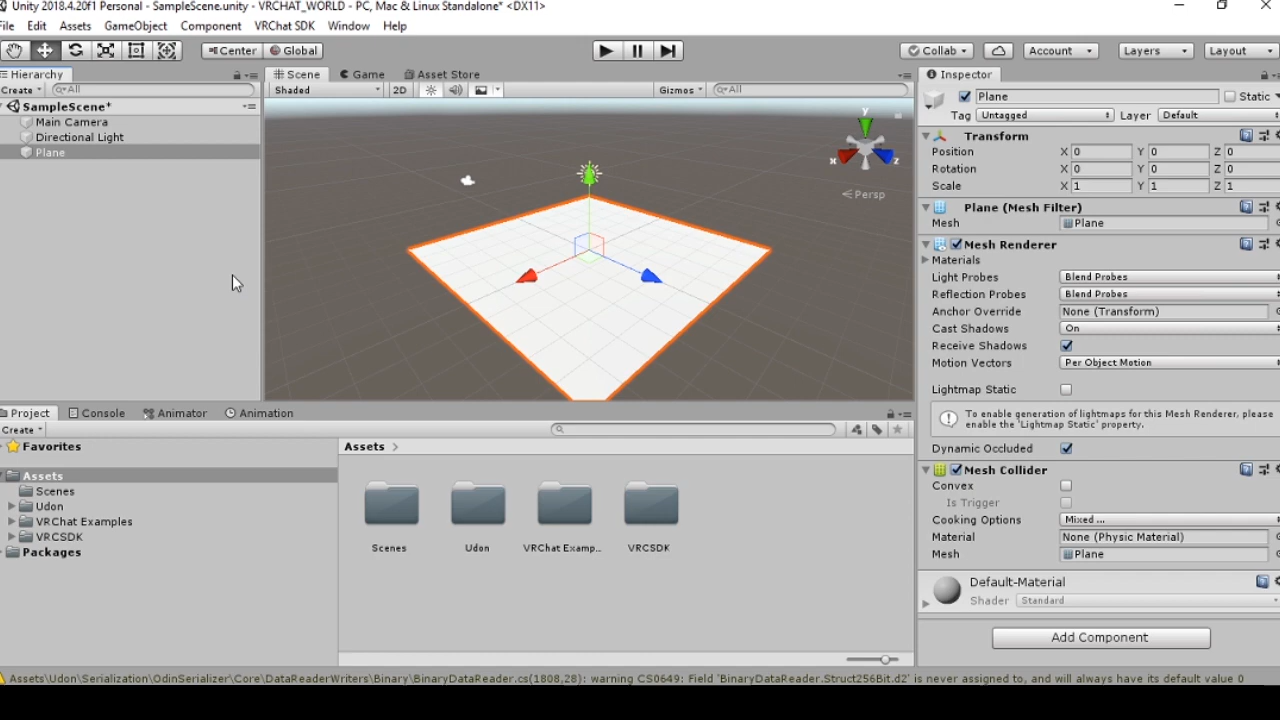 Unity 2018.4.20f1 Personal - SampleScene.unity - VRCHAT_WORLD - PC, Mac & Linux Standalone* <DX11>
File Edit Assets GameObject Component VRChat SDK Window Help
Center Global Collab Account Layers Layout
Hierarchy
Create All
SampleScene*
Main Camera
Directional Light
Plane
Scene Game Asset Store
Shaded 2D Gizmos All
y
x z
Persp
Inspector
Plane Static
Tag Untagged Layer Default
Transform
Position X 0 Y 0 Z 0
Rotation X 0 Y 0 Z 0
Scale X 1 Y 1 Z 1
Plane (Mesh Filter)
Mesh Plane
Mesh Renderer
Materials
Light Probes Blend Probes
Reflection Probes Blend Probes
Anchor Override None (Transform)
Cast Shadows On
Receive Shadows
Motion Vectors Per Object Motion
Lightmap Static
To enable generation of lightmaps for this Mesh Renderer, please
enable the 'Lightmap Static' property.
Dynamic Occluded
Mesh Collider
Convex
Is Trigger
Cooking Options Mixed ...
Material None (Physic Material)
Mesh Plane
Default-Material
Shader Standard
Add Component
Project Console Animator Animation
Create
Favorites
Assets
Scenes
Udon
VRChat Examples
VRCSDK
Packages
Assets
Scenes Udon VRChat Examp... VRCSDK
Assets\Udon\Serialization\OdinSerializer\Core\DataReaderWriters\Binary\BinaryDataReader.cs(1808,28): warning CS0649: Field 'BinaryDataReader.Struct256Bit.d2' is never assigned to, and will always have its default value 0